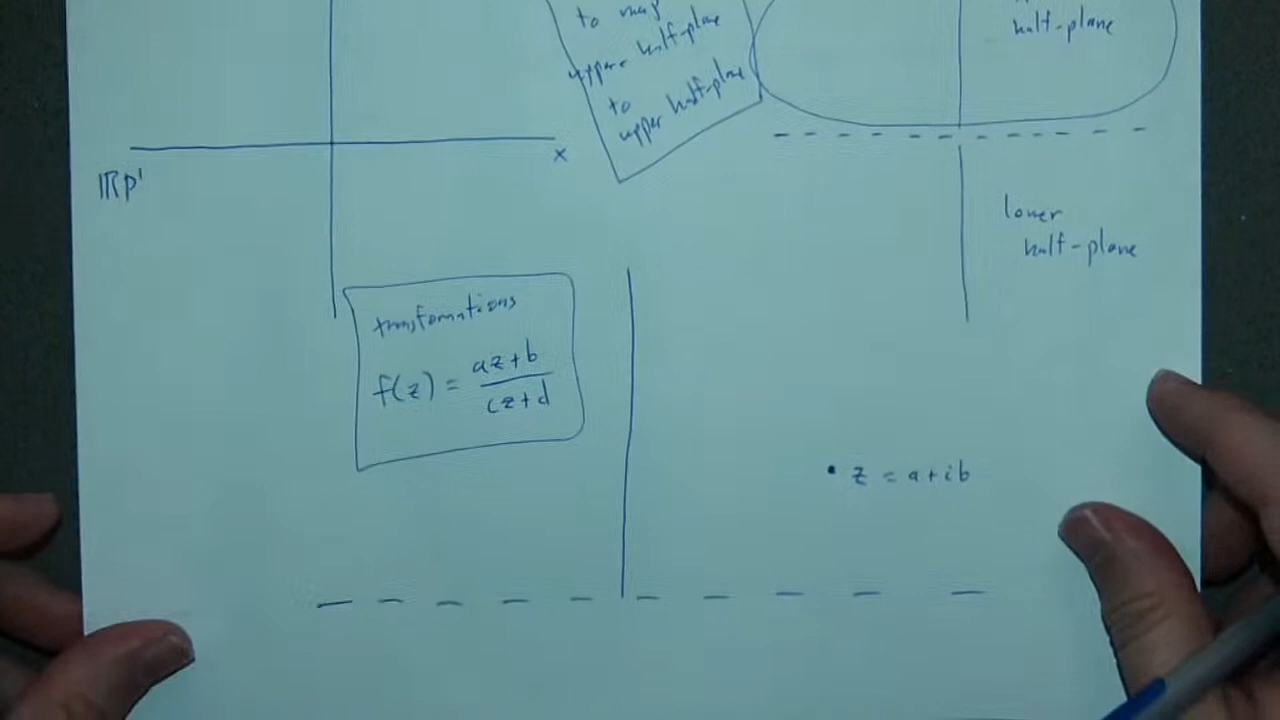 to map
upper half-plane
to
upper half-plane
half-plane
x
ℝP¹
lower
half-plane
transformations
f(z) = az+b / cz+d
• z = a+ib